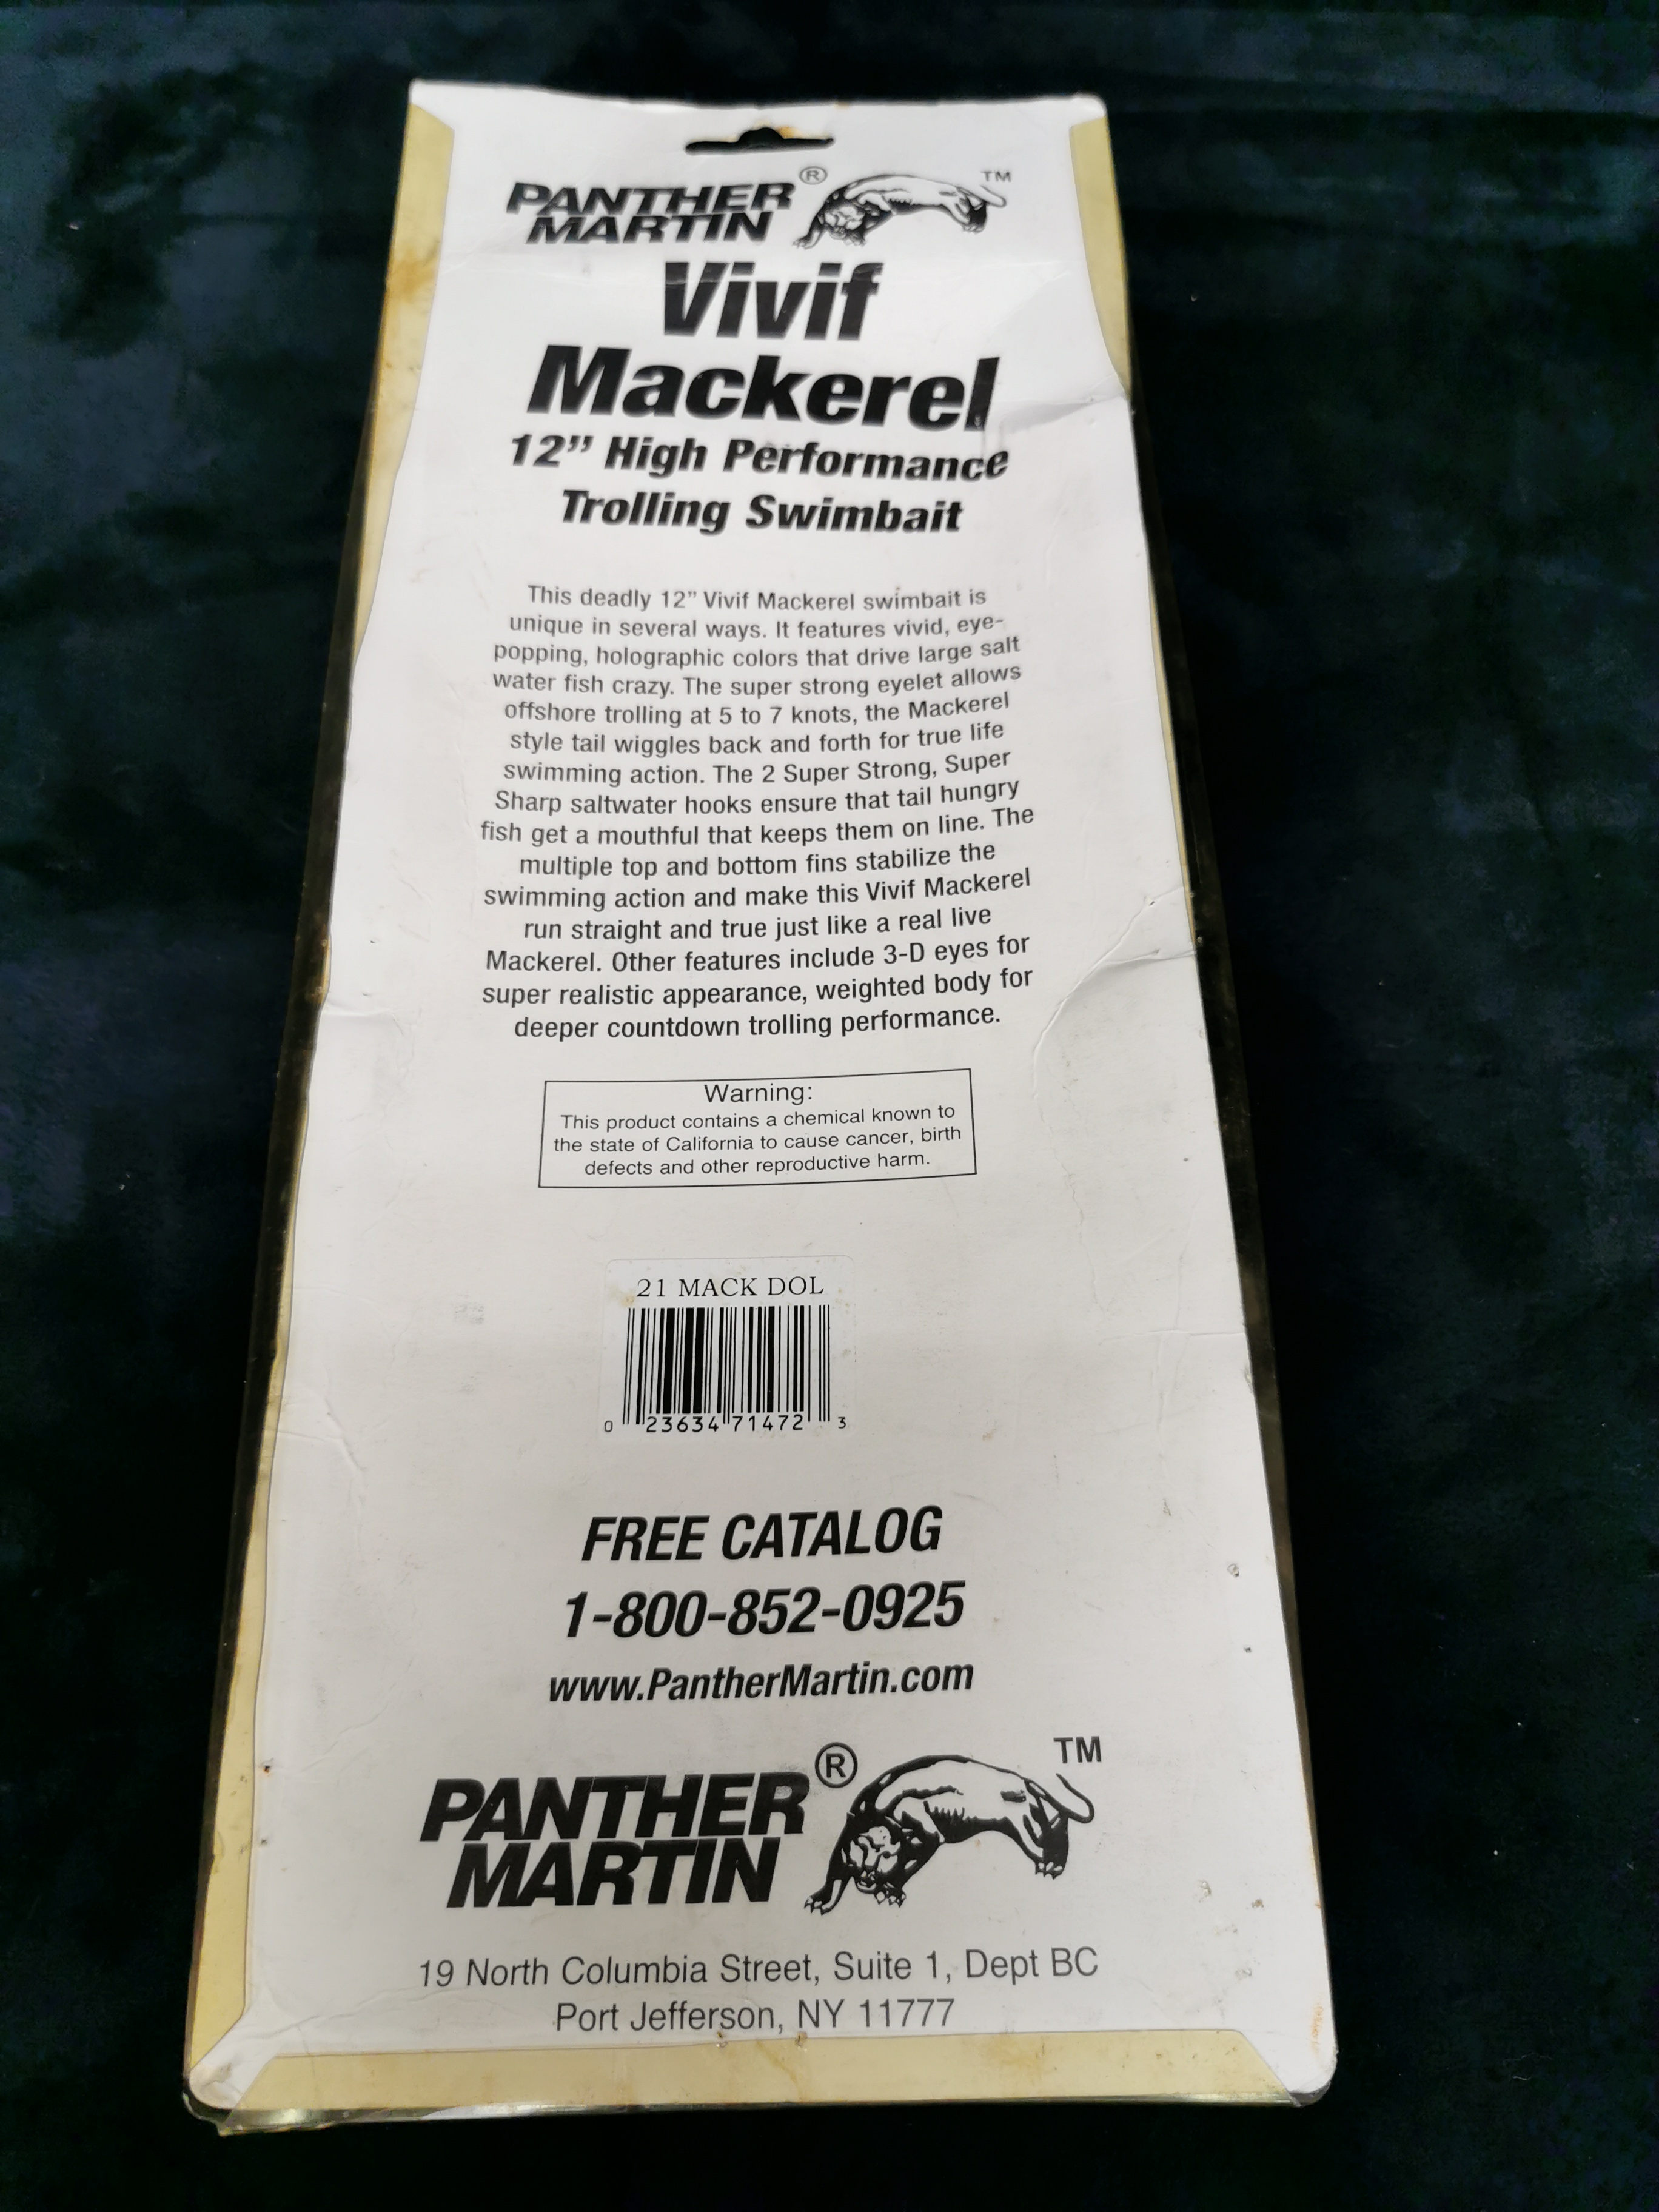 PANTHER ® TM
MARTIN
Vivif
Mackerel
12” High Performance
Trolling Swimbait
This deadly 12” Vivif Mackerel swimbait is
unique in several ways. It features vivid, eye-
popping, holographic colors that drive large salt
water fish crazy. The super strong eyelet allows
offshore trolling at 5 to 7 knots, the Mackerel
style tail wiggles back and forth for true life
swimming action. The 2 Super Strong, Super
Sharp saltwater hooks ensure that tail hungry
fish get a mouthful that keeps them on line. The
multiple top and bottom fins stabilize the
swimming action and make this Vivif Mackerel
run straight and true just like a real live
Mackerel. Other features include 3-D eyes for
super realistic appearance, weighted body for
deeper countdown trolling performance.
Warning:
This product contains a chemical known to
the state of California to cause cancer, birth
defects and other reproductive harm.
21 MACK DOL
0 23634 71472 3
FREE CATALOG
1-800-852-0925
www.PantherMartin.com
PANTHER ® TM
MARTIN
19 North Columbia Street, Suite 1, Dept BC
Port Jefferson, NY 11777